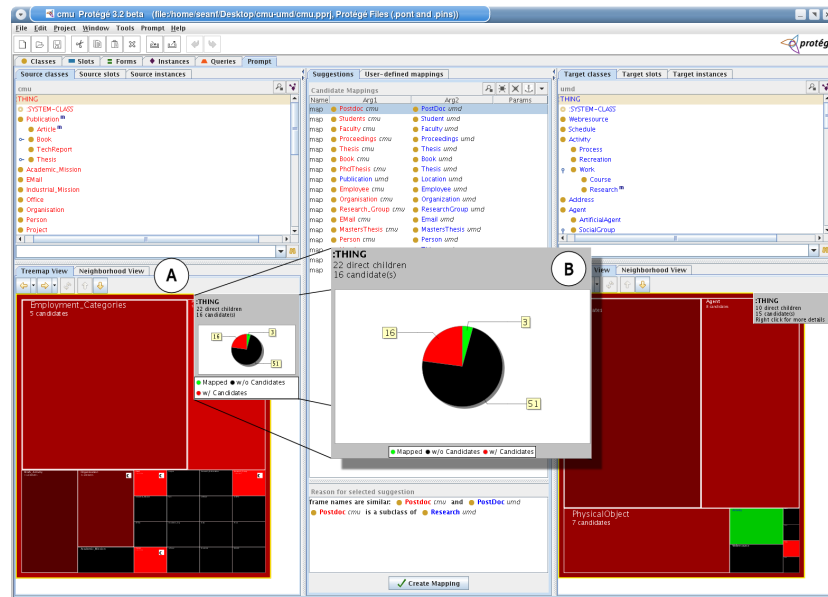 cmu Protégé 3.2 beta (file:/home/seanf/Desktop/cmu-umd/cmu.pprj, Protégé Files (.pont and .pins))
File Edit Project Window Tools Prompt Help
protégé
Classes Slots Forms Instances Queries Prompt
Source classes Source slots Source instances
cmu
:THING
:SYSTEM-CLASS
Publication m
Article m
Book
TechReport
Thesis
Academic_Mission
EMail
Industrial_Mission
Office
Organisation
Person
Project
Suggestions User-defined mappings
Candidate Mappings
Name Arg1 Arg2 Params
map Postdoc cmu PostDoc umd
map Students cmu Student umd
map Faculty cmu Faculty umd
map Proceedings cmu Proceedings umd
map Thesis cmu Thesis umd
map Book cmu Book umd
map PhdThesis cmu Thesis umd
map Publication umd Location umd
map Employee cmu Employee umd
map Organisation cmu Organization umd
map Research_Group cmu ResearchGroup umd
map EMail cmu Email umd
map MastersThesis cmu MastersThesis umd
map Person cmu Person umd
map
map
Target classes Target slots Target instances
umd
:THING
:SYSTEM-CLASS
Webresource
Schedule
Activity
Process
Recreation
Work
Course
Research m
Address
Agent
ArtificialAgent
SocialGroup
Treemap View Neighborhood View
A
Employment_Categories
5 candidates
:THING
22 direct children
16 candidate(s)
16
3
51
Mapped w/o Candidates
w/ Candidates
C
C
C
C
:THING
22 direct children
16 candidate(s)
B
16
3
51
Mapped w/o Candidates w/ Candidates
Reason for selected suggestion
frame names are similar: Postdoc cmu and PostDoc umd
Postdoc cmu is a subclass of Research umd
Create Mapping
View Neighborhood View
Agent
:THING
10 direct children
15 candidate(s)
Right click for more details
PhysicalObject
7 candidates